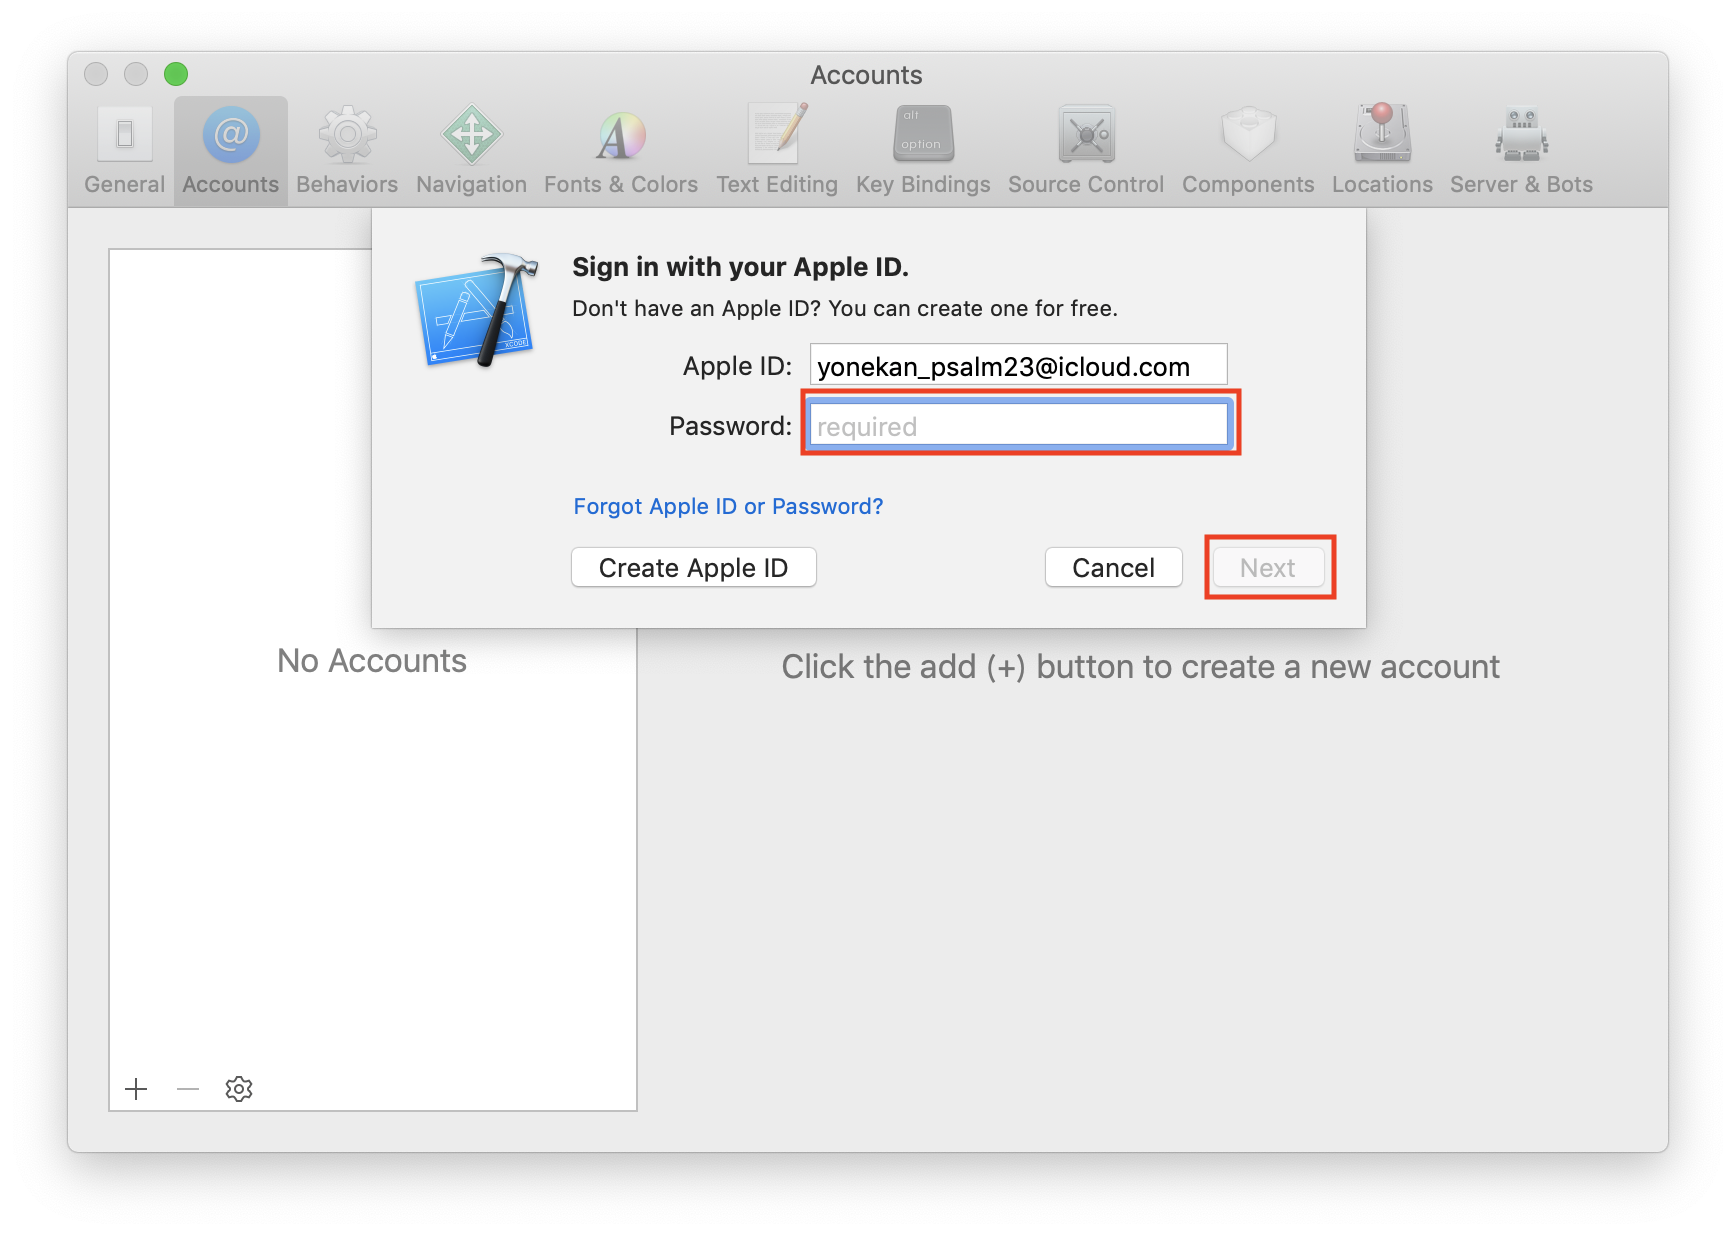 Accounts
General
Accounts
Behaviors
Navigation
Fonts & Colors
Text Editing
alt
option
Key Bindings
Source Control
Components
Locations
Server & Bots
XCODE
Sign in with your Apple ID.
Don't have an Apple ID? You can create one for free.
Apple ID: yonekan_psalm23@icloud.com
Password: required
Forgot Apple ID or Password?
Create Apple ID
Cancel
Next
No Accounts
Click the add (+) button to create a new account